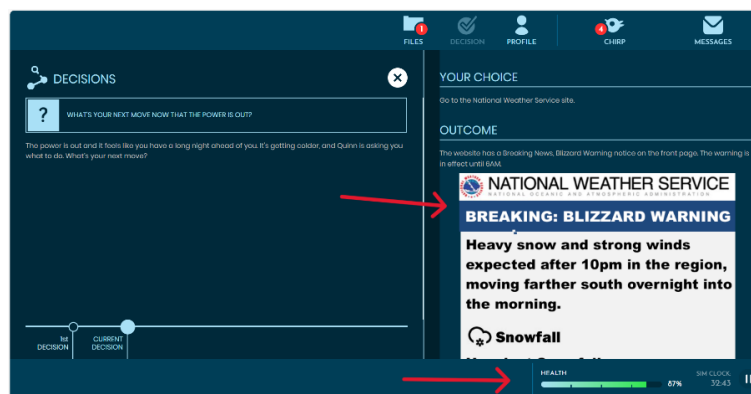 1
4
FILES
DECISION
PROFILE
CHIRP
MESSAGES
DECISIONS
? WHATS YOUR NEXT MOVE NOW THAT THE POWER IS OUT?
The power is out and it feels like you have a long night ahead of you. It's getting colder, and Quinn is asking you
what to do. What's your next move?
1st
DECISION
CURRENT
DECISION
YOUR CHOICE
Go to the National Weather Service site.
OUTCOME
The website has a Breaking News, Blizzard Warning notice on the front page. The warning is
in effect until 6AM.
NATIONAL WEATHER SERVICE
NATIONAL OCEANIC AND ATMOSPHERIC ADMINISTRATION
BREAKING: BLIZZARD WARNING
Heavy snow and strong winds
expected after 10pm in the region,
moving farther south overnight into
the morning.
Snowfall
HEALTH
87%
SIM CLOCK:
32:43